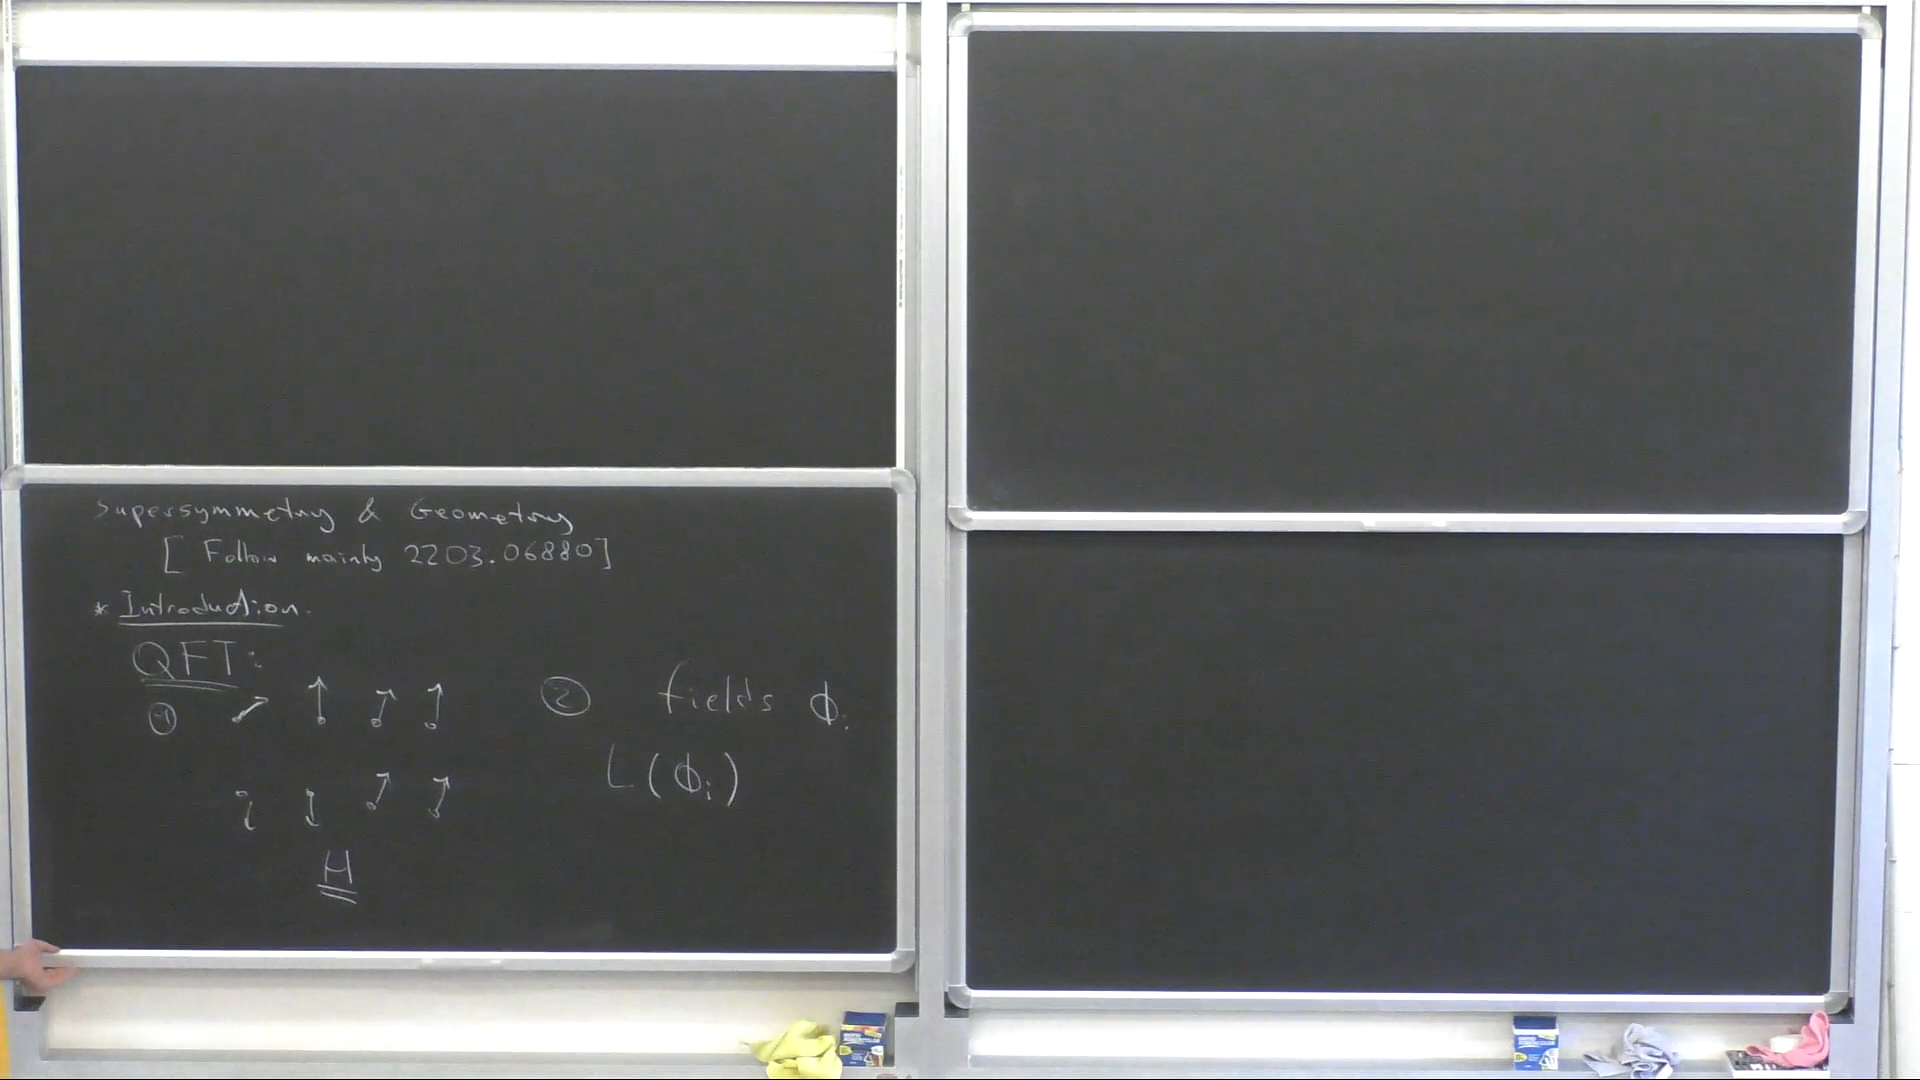 Supersymmetry & Geometry
[ Follow mainly 2203.06880]
* Introduction.
QFT:
① ② fields ϕi
L(ϕi)
H